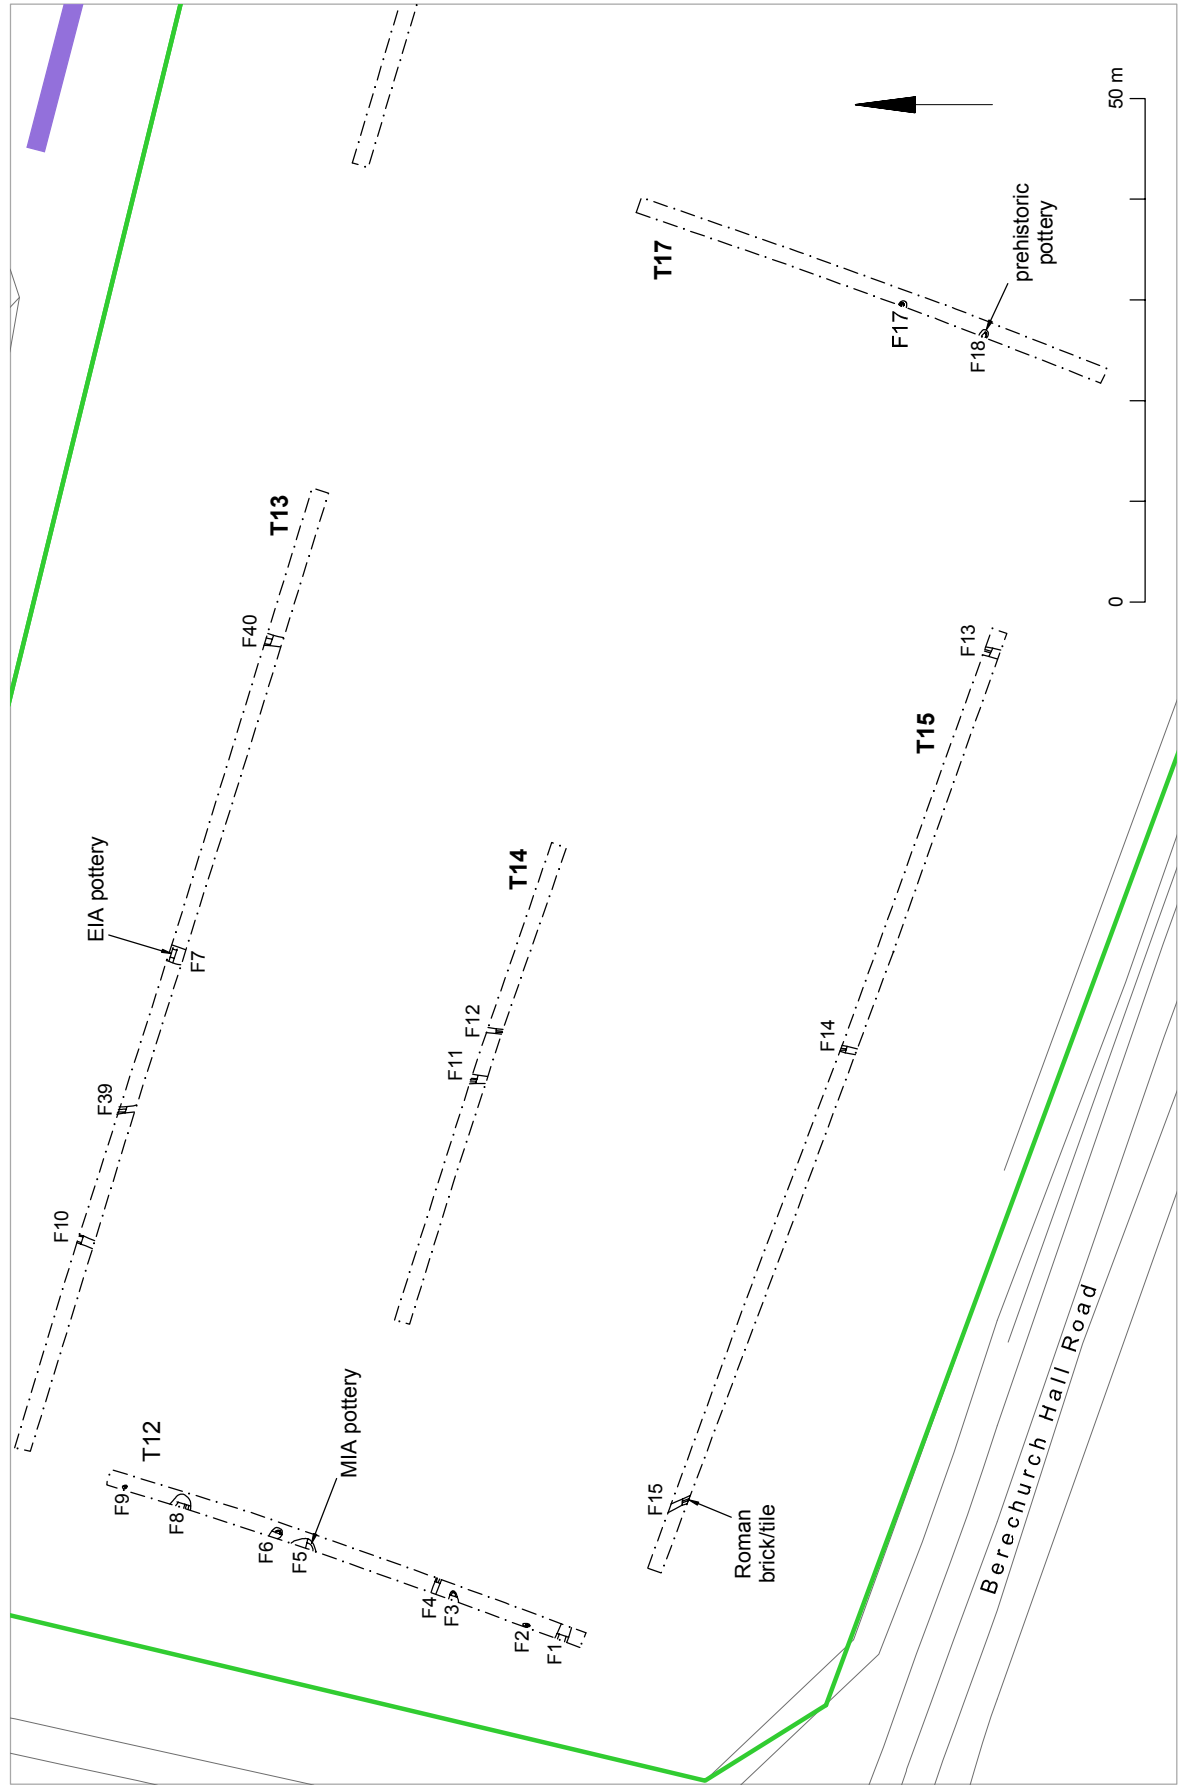 T12
F9
F8
F6
F5
MIA pottery
F4
F3
F2
F1
T13
F10
F39
EIA pottery
F7
F40
T14
F11
F12
T15
F15
Roman
brick/tile
F14
F13
T17
F17
F18
prehistoric
pottery
0
50 m
Berechurch Hall Road